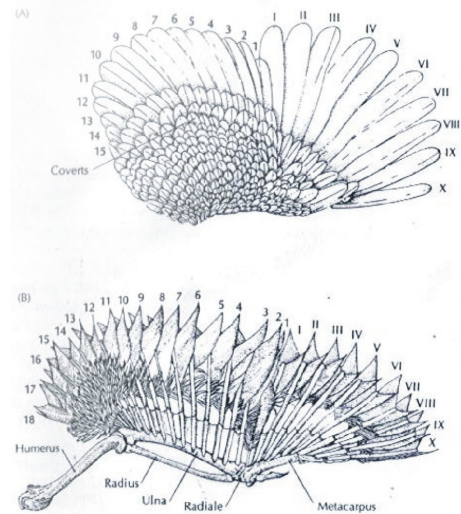 (A)
10 9 8 7 6 5 4 3 2 1 I II III IV V VI VII VIII IX X
11
12
13
14
15
Coverts
(B)
18 17 16 15 14 13 12 11 10 9 8 7 6 5 4 3 2 1 I II III IV V VI VII VIII IX X
Humerus
Radius
Ulna
Radiale
Metacarpus